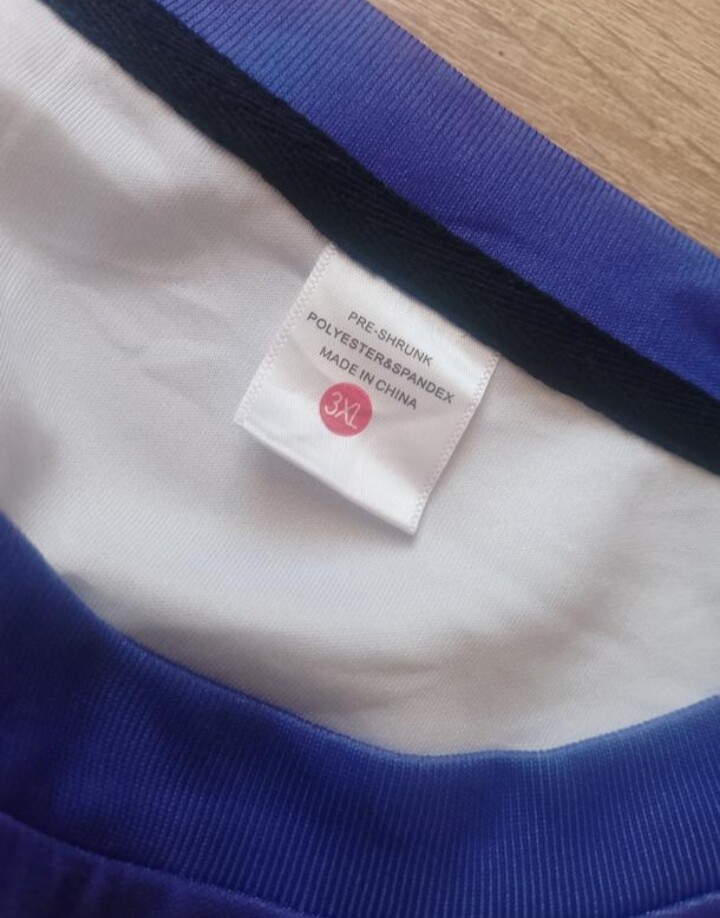 PRE-SHRUNK
POLYESTER&SPANDEX
MADE IN CHINA
3XL